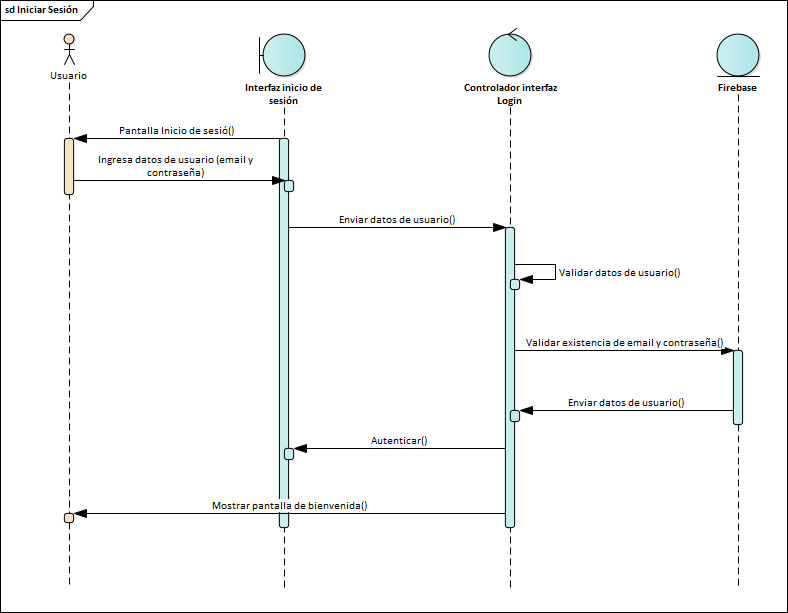 sd Iniciar Sesión
Usuario
Interfaz inicio de
sesión
Controlador interfaz
Login
Firebase
Pantalla Inicio de sesió()
Ingresa datos de usuario (email y
contraseña)
Enviar datos de usuario()
Validar datos de usuario()
Validar existencia de email y contraseña()
Enviar datos de usuario()
Autenticar()
Mostrar pantalla de bienvenida()